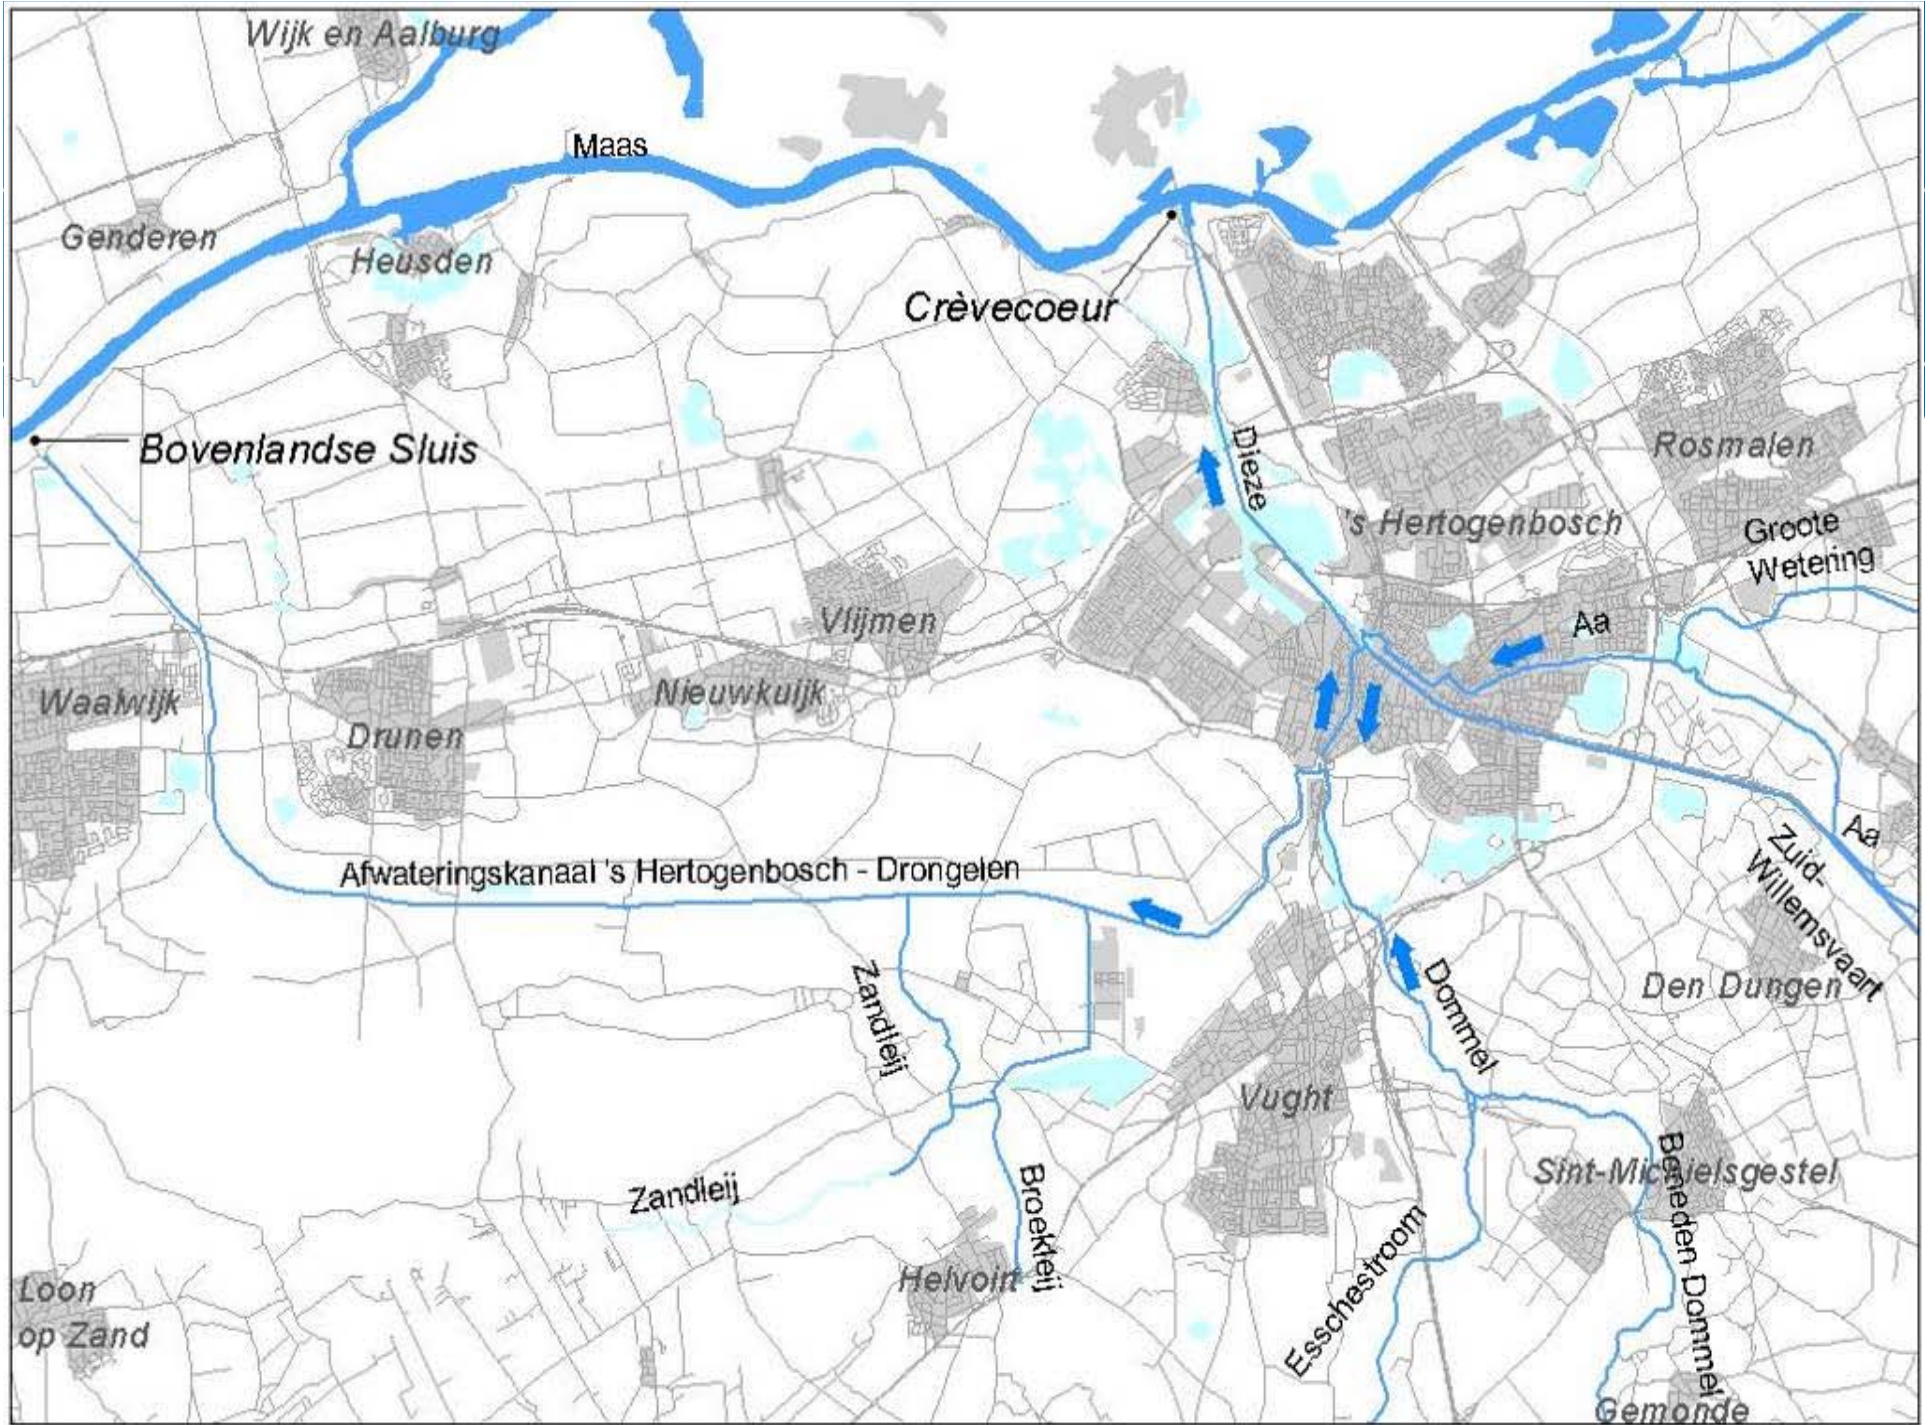 Wijk en Aalburg
Maas
Genderen
Heusden
Crèvecoeur
Bovenlandse Sluis
Dieze
Rosmalen
's Hertogenbosch
Groote
Wetering
Vlijmen
Aa
Waalwijk
Nieuwkuijk
Drunen
Afwateringskanaal 's Hertogenbosch - Drongelen
Aa
Zuid-
Willemsvaart
Den Dungen
Zandleij
Dommel
Vught
Sint-Michielsgestel
Beneden Dommel
Zandleij
Broekleij
Esschestroom
Helvoirt
Loon
op Zand
Gemonde